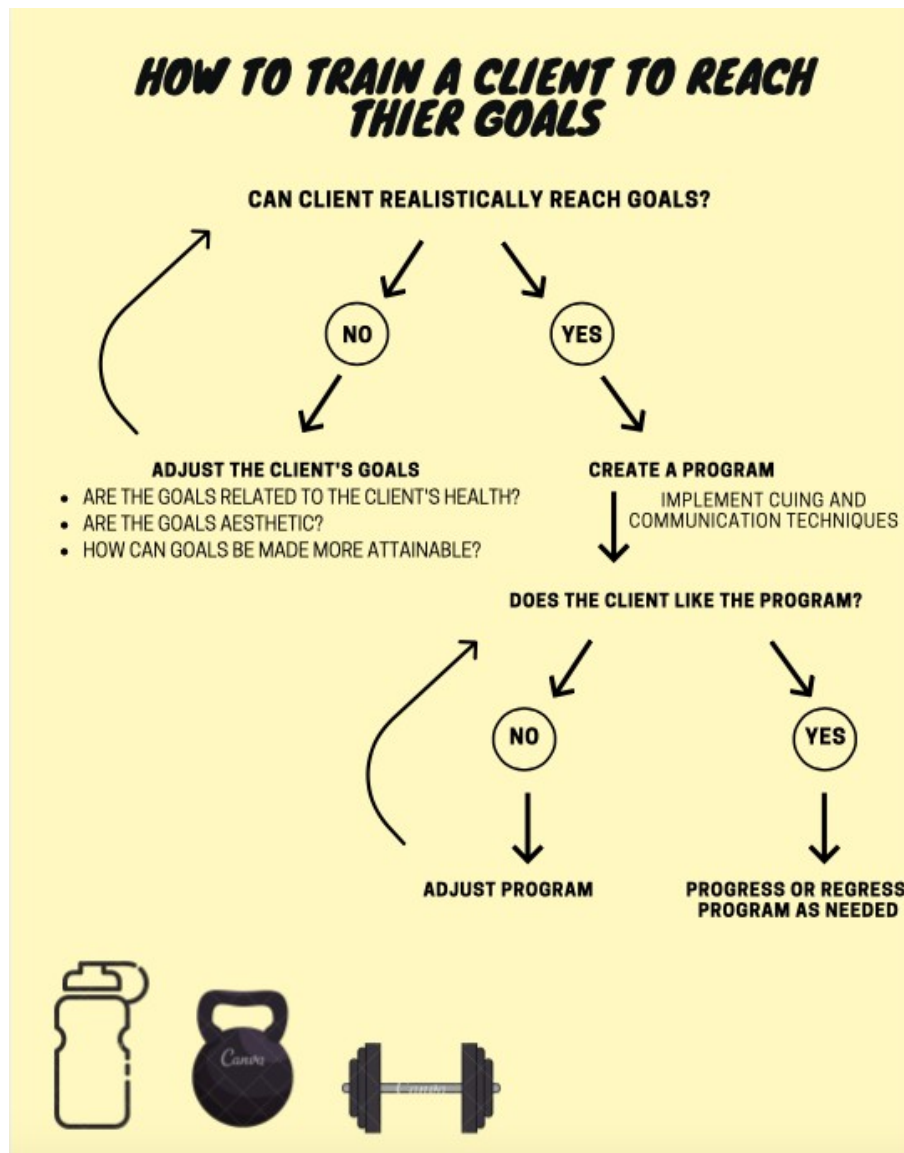 HOW TO TRAIN A CLIENT TO REACH
THIER GOALS
CAN CLIENT REALISTICALLY REACH GOALS?
NO
YES
ADJUST THE CLIENT'S GOALS
• ARE THE GOALS RELATED TO THE CLIENT'S HEALTH?
• ARE THE GOALS AESTHETIC?
• HOW CAN GOALS BE MADE MORE ATTAINABLE?
CREATE A PROGRAM
IMPLEMENT CUING AND
COMMUNICATION TECHNIQUES
DOES THE CLIENT LIKE THE PROGRAM?
NO
YES
ADJUST PROGRAM
PROGRESS OR REGRESS
PROGRAM AS NEEDED
Canva
Canva